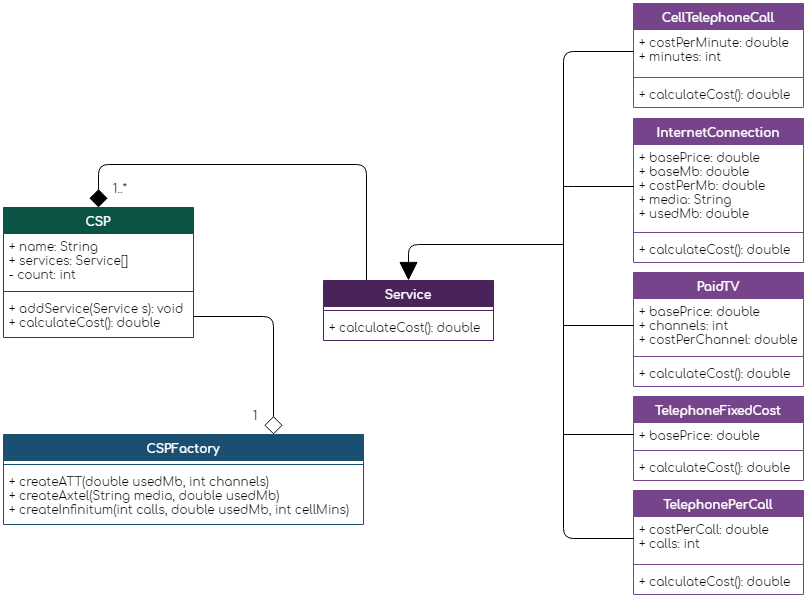 CellTelephoneCall
+ costPerMinute: double
+ minutes: int
+ calculateCost(): double
InternetConnection
+ basePrice: double
+ baseMb: double
+ costPerMb: double
+ media: String
+ usedMb: double
+ calculateCost(): double
1..*
CSP
+ name: String
+ services: Service[]
- count: int
+ addService(Service s): void
+ calculateCost(): double
Service
+ calculateCost(): double
PaidTV
+ basePrice: double
+ channels: int
+ costPerChannel: double
+ calculateCost(): double
1
CSPFactory
+ createATT(double usedMb, int channels)
+ createAxtel(String media, double usedMb)
+ createInfinitum(int calls, double usedMb, int cellMins)
TelephoneFixedCost
+ basePrice: double
+ calculateCost(): double
TelephonePerCall
+ costPerCall: double
+ calls: int
+ calculateCost(): double